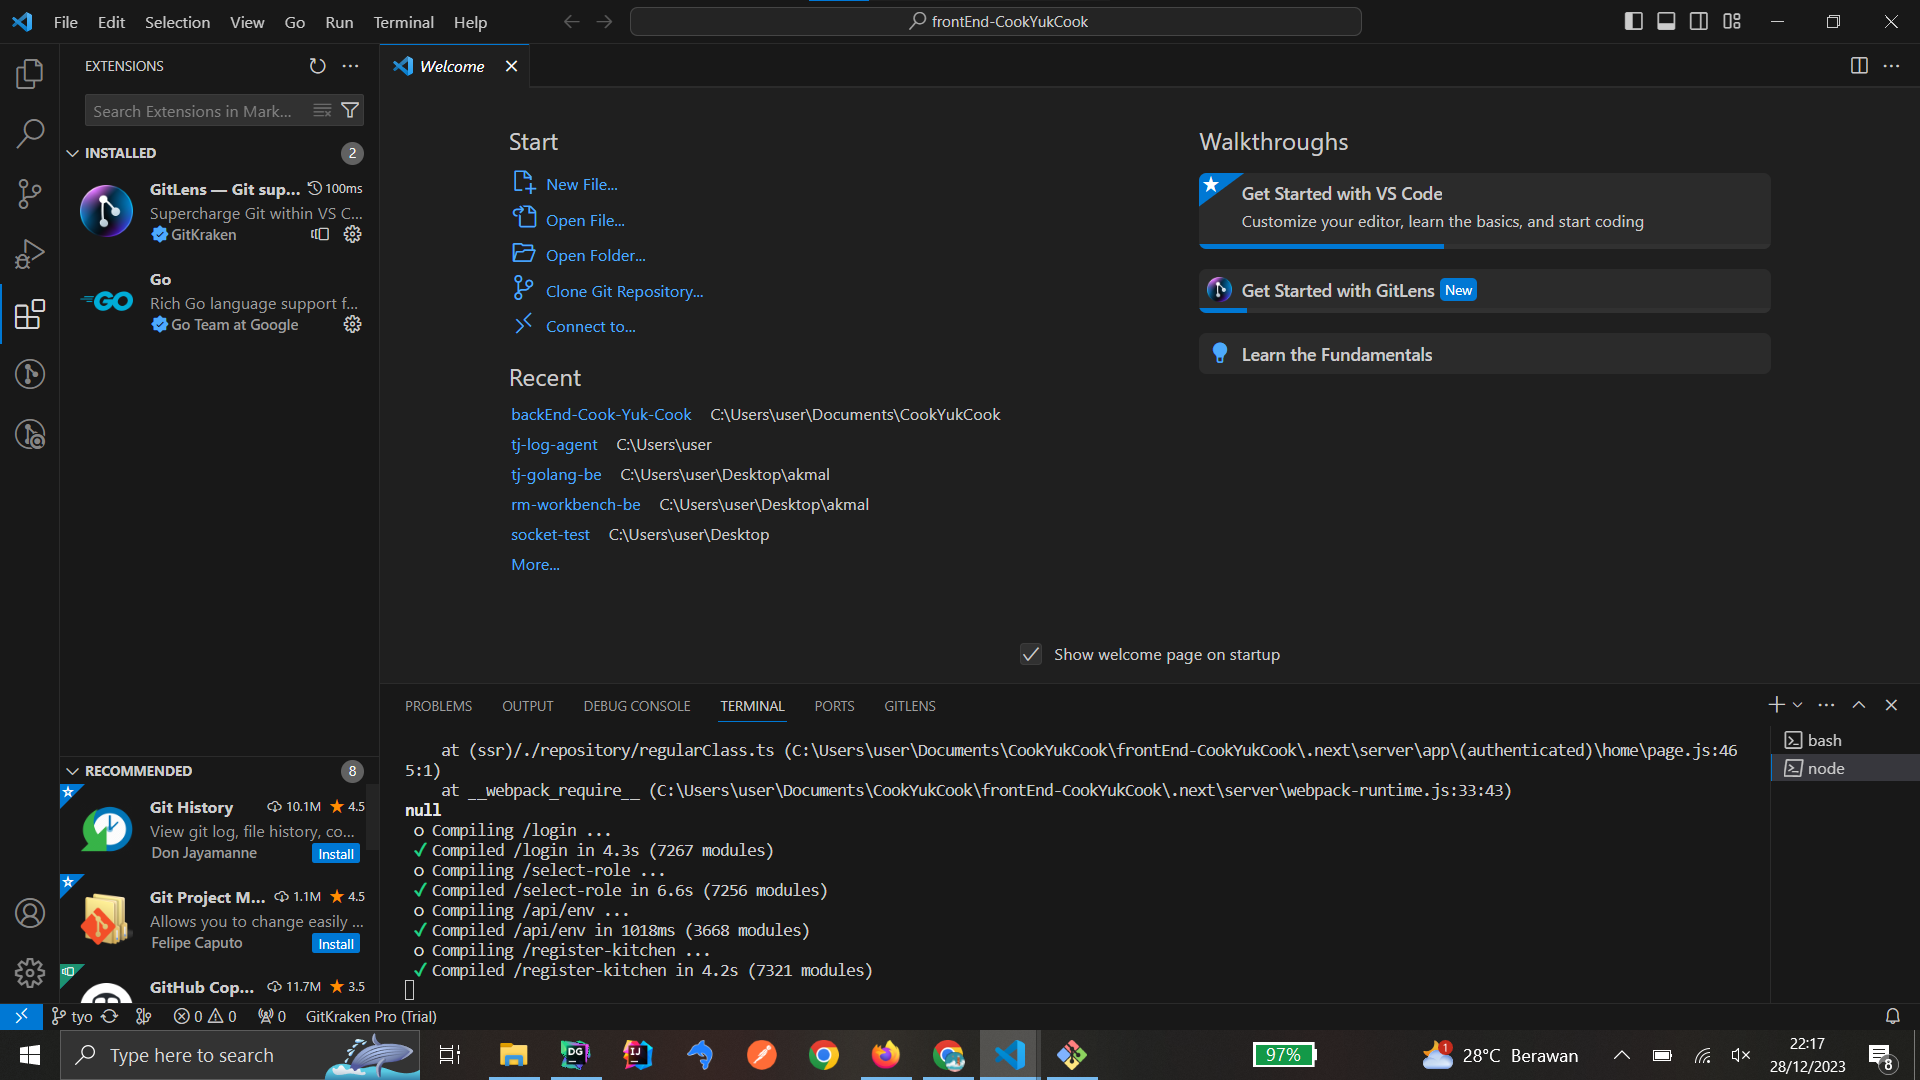 File Edit Selection View Go Run Terminal Help
frontEnd-CookYukCook
EXTENSIONS
Search Extensions in Mark...
INSTALLED 2
GitLens — Git sup... 100ms
Supercharge Git within VS C...
GitKraken
Go
Rich Go language support f...
Go Team at Google
RECOMMENDED 8
Git History 10.1M 4.5
View git log, file history, co...
Don Jayamanne Install
Git Project M... 1.1M 4.5
Allows you to change easily ...
Felipe Caputo Install
GitHub Cop... 11.7M 3.5
Welcome
Start
New File...
Open File...
Open Folder...
Clone Git Repository...
Connect to...
Recent
backEnd-Cook-Yuk-Cook C:\Users\user\Documents\CookYukCook
tj-log-agent C:\Users\user
tj-golang-be C:\Users\user\Desktop\akmal
rm-workbench-be C:\Users\user\Desktop\akmal
socket-test C:\Users\user\Desktop
More...
Walkthroughs
Get Started with VS Code
Customize your editor, learn the basics, and start coding
Get Started with GitLens New
Learn the Fundamentals
Show welcome page on startup
PROBLEMS OUTPUT DEBUG CONSOLE TERMINAL PORTS GITLENS
at (ssr)/./repository/regularClass.ts (C:\Users\user\Documents\CookYukCook\frontEnd-CookYukCook\.next\server\app\(authenticated)\home\page.js:46
5:1)
at __webpack_require__ (C:\Users\user\Documents\CookYukCook\frontEnd-CookYukCook\.next\server\webpack-runtime.js:33:43)
null
○ Compiling /login ...
✓ Compiled /login in 4.3s (7267 modules)
○ Compiling /select-role ...
✓ Compiled /select-role in 6.6s (7256 modules)
○ Compiling /api/env ...
✓ Compiled /api/env in 1018ms (3668 modules)
○ Compiling /register-kitchen ...
✓ Compiled /register-kitchen in 4.2s (7321 modules)
bash
node
tyo 0 0 0 GitKraken Pro (Trial)
Type here to search
DG
IJ
97%
1
28°C Berawan
22:17
28/12/2023
8